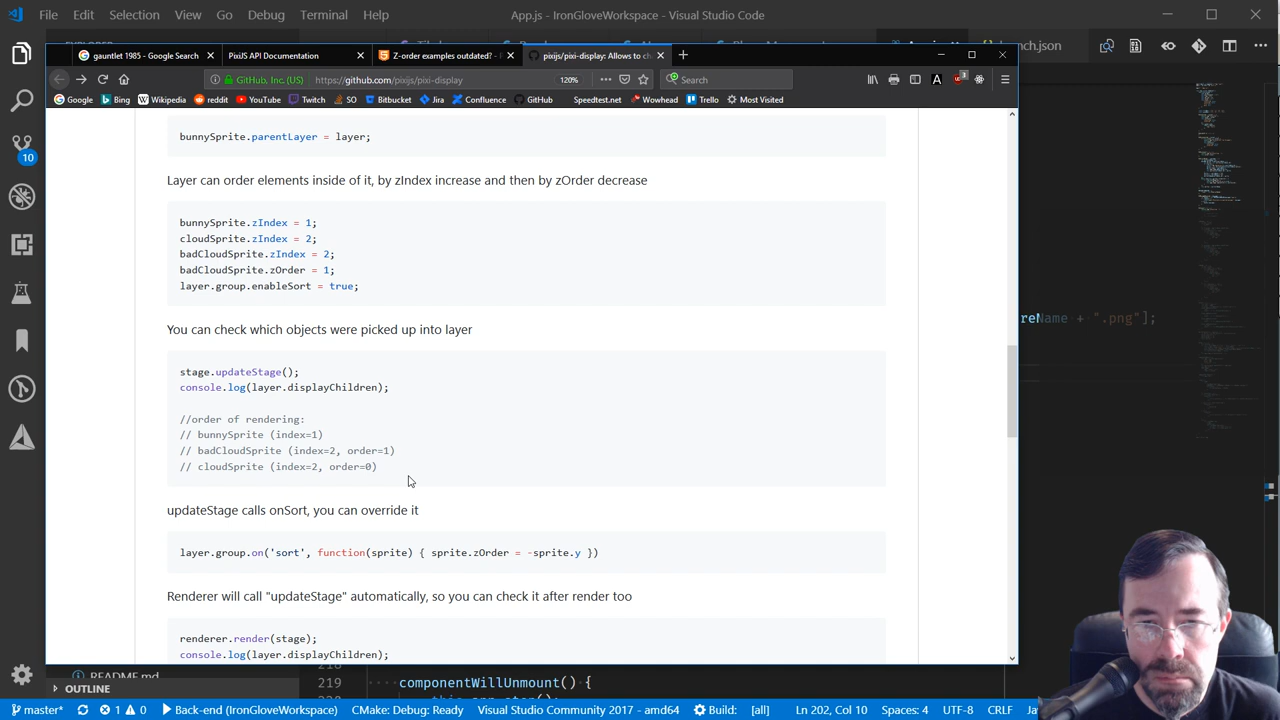 File Edit Selection View Go Debug Terminal Help
App.js - IronGloveWorkspace - Visual Studio Code
gauntlet 1985 - Google Search
PixiJS API Documentation
Z-order examples outdated? -
pixijs/pixi-display: Allows to ch
nch.json
GitHub, Inc. (US)
https://github.com/pixijs/pixi-display
120%
Search
Google Bing Wikipedia reddit YouTube Twitch SO Bitbucket Jira Confluence GitHub Speedtest.net Wowhead Trello Most Visited
bunnySprite.parentLayer = layer;
Layer can order elements inside of it, by zIndex increase and then by zOrder decrease
bunnySprite.zIndex = 1;
cloudSprite.zIndex = 2;
badCloudSprite.zIndex = 2;
badCloudSprite.zOrder = 1;
layer.group.enableSort = true;
reName + ".png"];
You can check which objects were picked up into layer
stage.updateStage();
console.log(layer.displayChildren);
//order of rendering:
// bunnySprite (index=1)
// badCloudSprite (index=2, order=1)
// cloudSprite (index=2, order=0)
updateStage calls onSort, you can override it
layer.group.on('sort', function(sprite) { sprite.zOrder = -sprite.y })
Renderer will call "updateStage" automatically, so you can check it after render too
renderer.render(stage);
console.log(layer.displayChildren);
10
README.md
OUTLINE
219 componentWillUnmount() {
master* 1 0 Back-end (IronGloveWorkspace) CMake: Debug: Ready Visual Studio Community 2017 - amd64 Build: [all] Ln 202, Col 10 Spaces: 4 UTF-8 CRLF